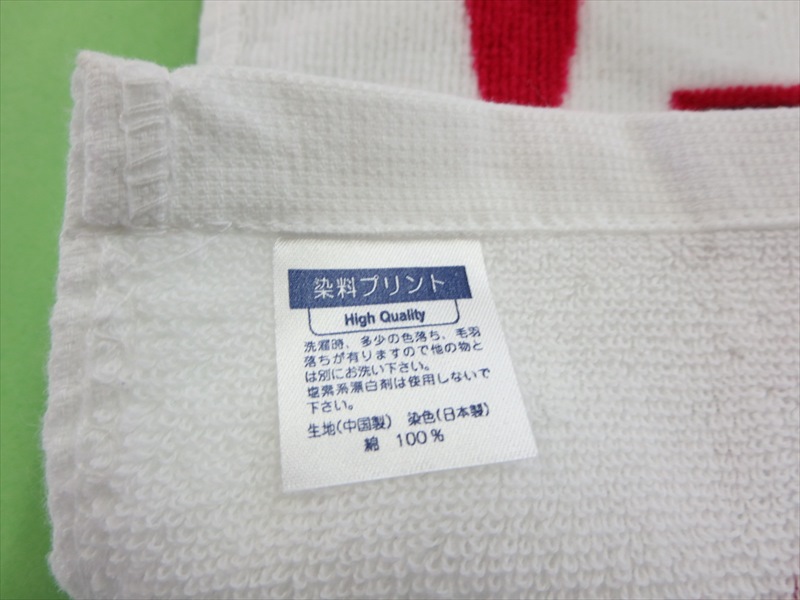 染料プリント
High Quality
洗濯時、多少の色落ち、毛羽
落ちが有りますので他の物と
は別にお洗い下さい。
塩素系漂白剤は使用しないで
下さい。
生地(中国製) 染色(日本製)
綿 100%